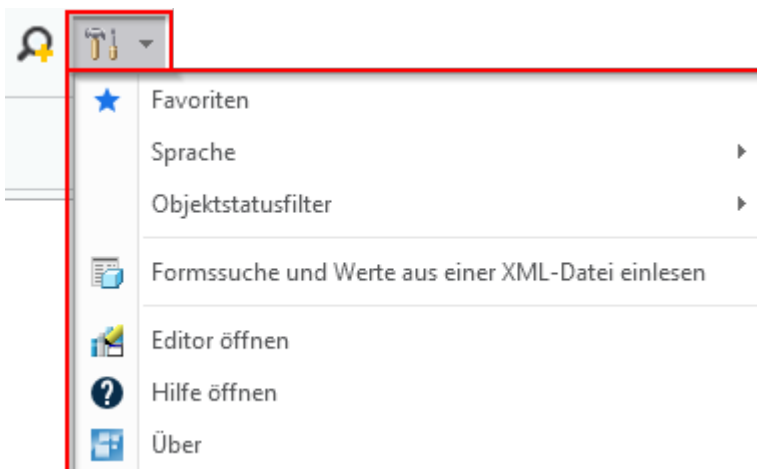 Favoriten
Sprache
Objektstatusfilter
Formssuche und Werte aus einer XML-Datei einlesen
Editor öffnen
Hilfe öffnen
Über